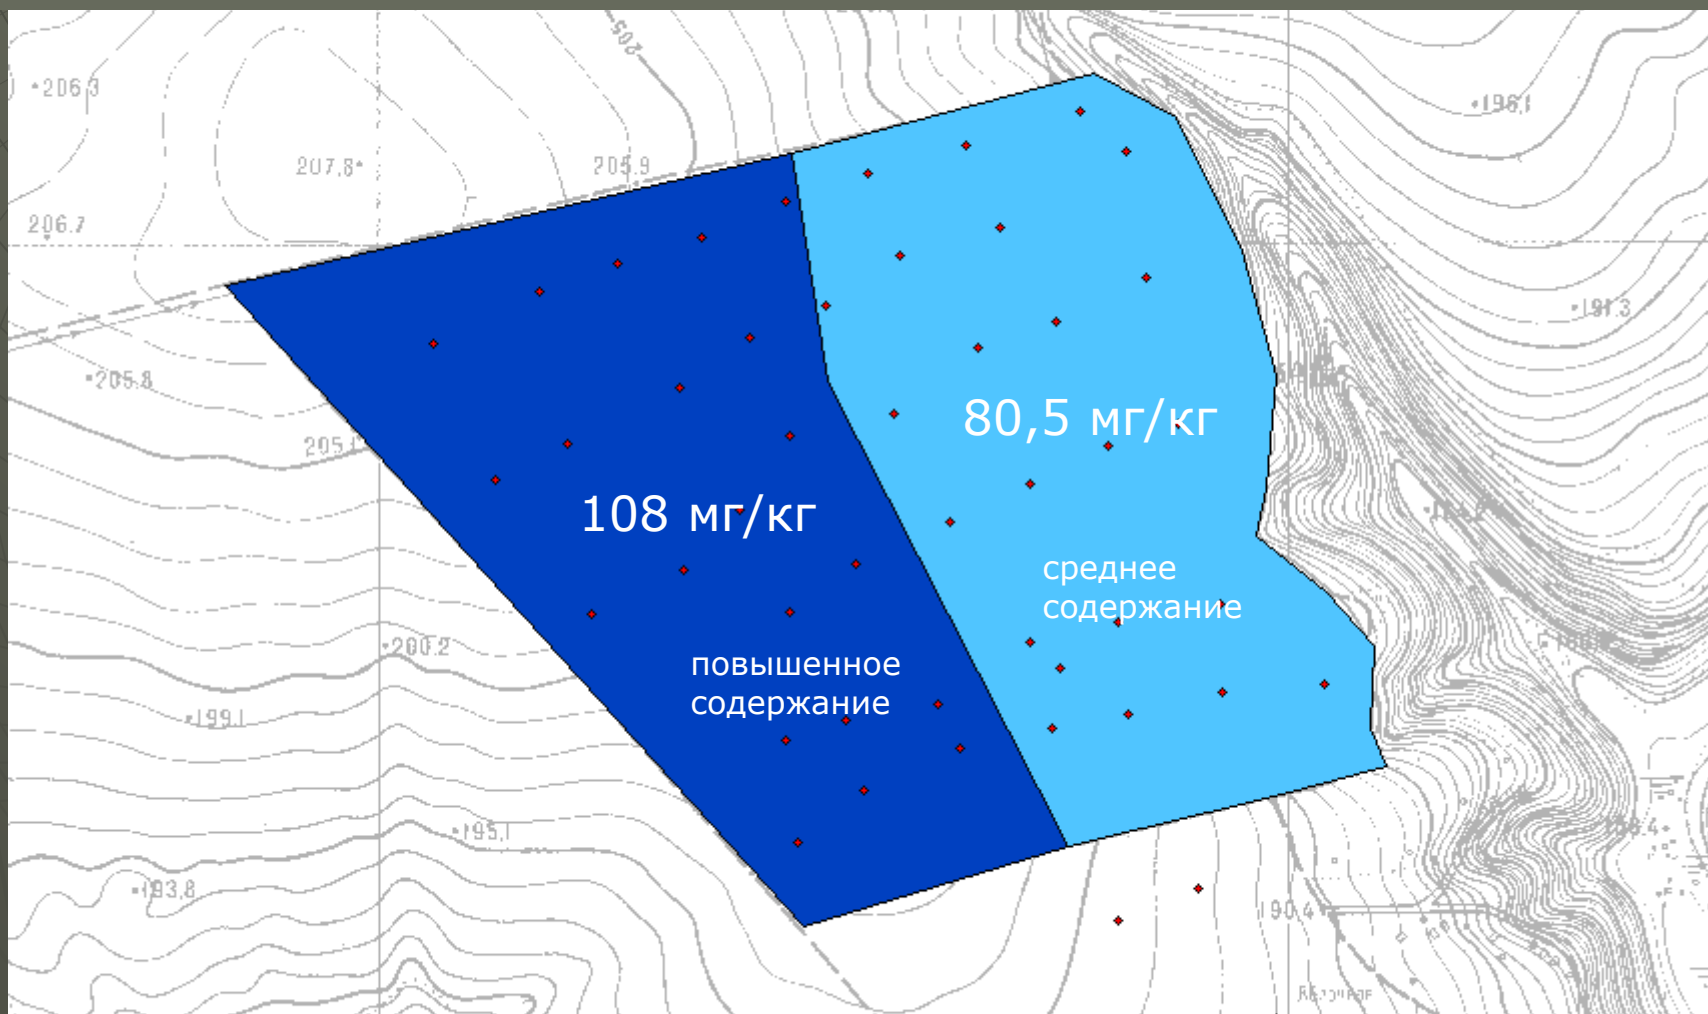 206.3
196,1
207,8
205.9
206.7
191.3
205.8
80,5 мг/кг
205.1
108 мг/кг
среднее
содержание
200.2
повышенное
содержание
199.1
195,1
193,8
190.4